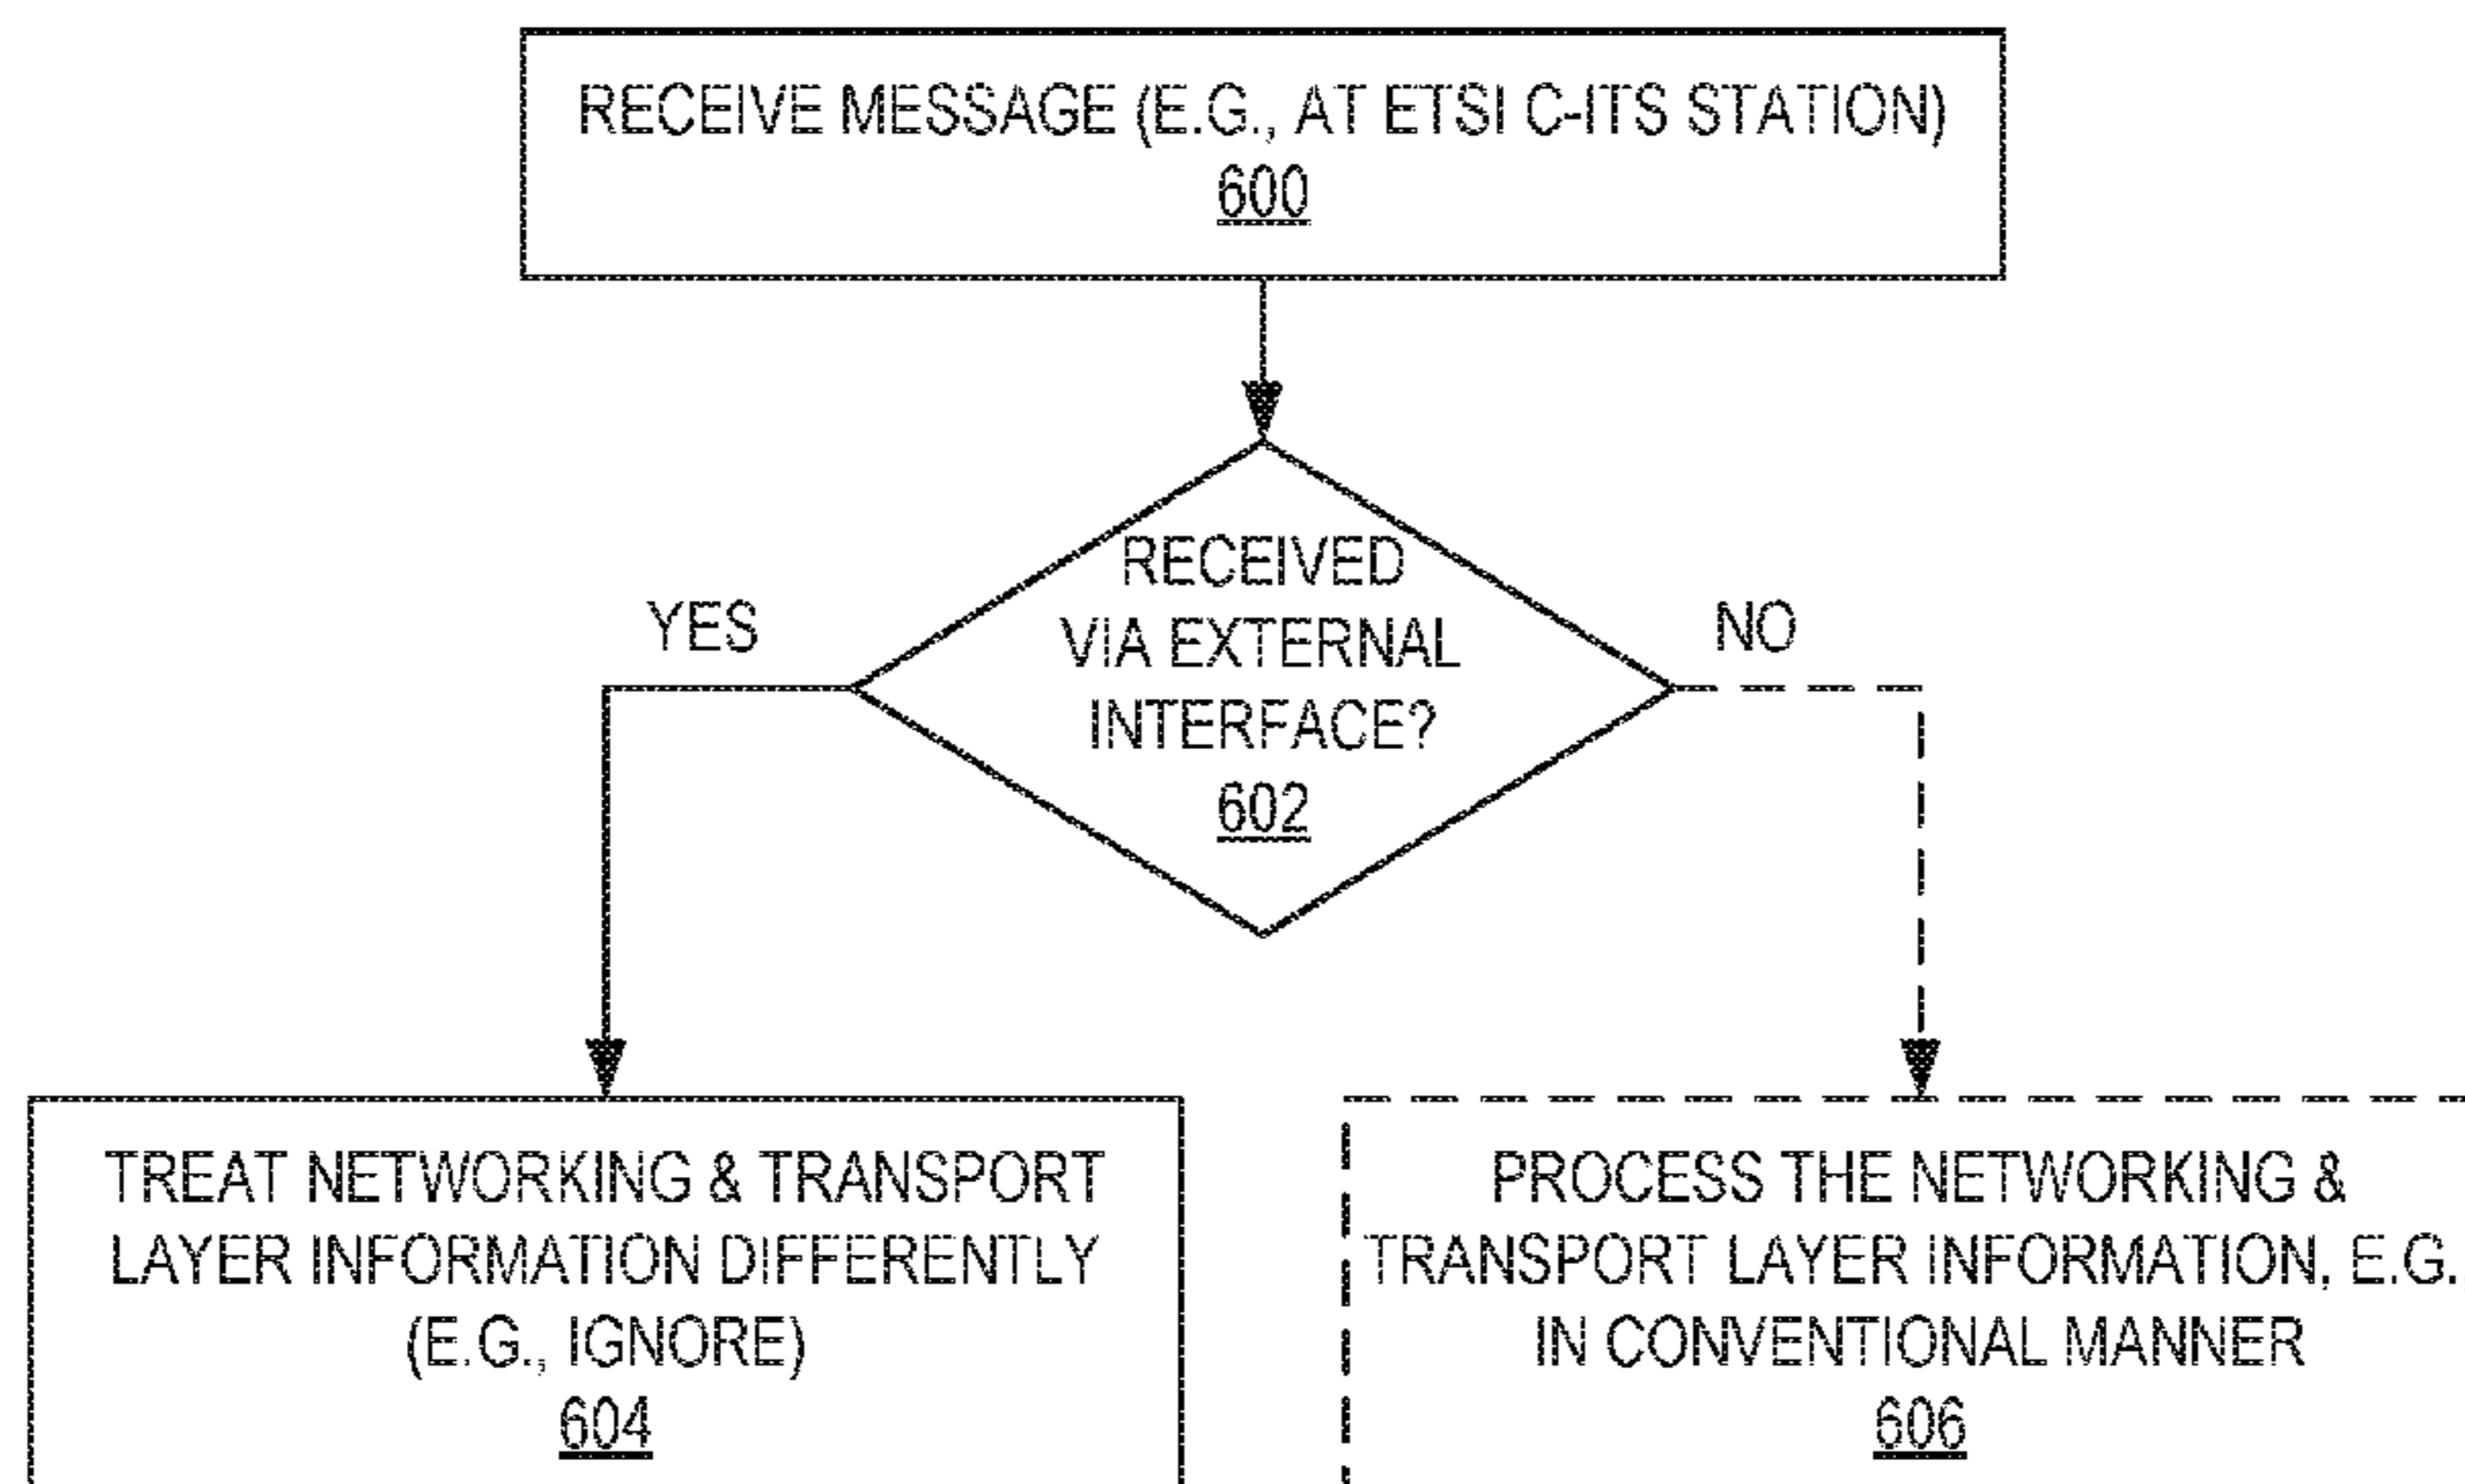 RECEIVE MESSAGE (E.G., AT ETSI C-ITS STATION)
600
RECEIVED
VIA EXTERNAL
INTERFACE?
602
YES
NO
TREAT NETWORKING & TRANSPORT
LAYER INFORMATION DIFFERENTLY
(E.G., IGNORE)
604
PROCESS THE NETWORKING &
TRANSPORT LAYER INFORMATION, E.G.,
IN CONVENTIONAL MANNER
606